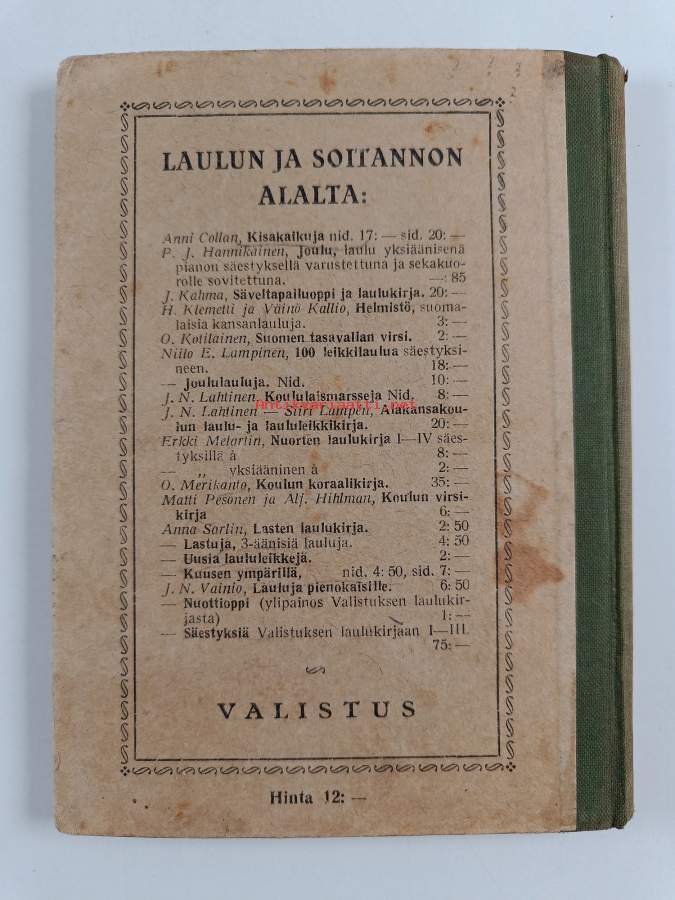 LAULUN JA SOITANNON
ALALTA:
Anni Collan, Kisakaikuja nid. 17: — sid. 20: —
P. J. Hannikainen, Joulu, laulu yksiäänisenä
pianon säestyksellä varustettuna ja sekakuo-
rolle sovitettuna. —: 85
J. Kahma, Säveltapailuoppi ja laulukirja. 20: —
H. Klemetti ja Väinö Kallio, Helmistö, suoma-
laisia kansanlauluja. 3: —
O. Kotilainen, Suomen tasavallan virsi. 2: —
Niilo E. Lampinen, 100 leikkilaulua säestyksi-
neen. 18: —
— Joululauluja. Nid. 10: —
J. N. Lahtinen, Koululaismarsseja Nid. 8: —
Antikvariaatti.net
J. N. Lahtinen — Siiri Lampén, Alakansakou-
lun laulu- ja laululeikkikirja. 20: —
Erkki Melartin, Nuorten laulukirja I—IV säes-
tyksillä à 8: —
— „ yksiääninen à 2: —
O. Merikanto, Koulun koraalikirja. 35: —
Matti Pesonen ja Alf. Hihlman, Koulun virsi-
kirja 6: —
Anna Sarlin, Lasten laulukirja. 2: 50
— Lastuja, 3-äänisiä lauluja. 4: 50
— Uusia laululeikkejä. 2: —
— Kuusen ympärillä, nid. 4: 50, sid. 7: —
J. N. Vainio, Lauluja pienokaisille. 6: 50
— Nuottioppi (ylipainos Valistuksen laulukir-
jasta) 1: —
— Säestyksiä Valistuksen laulukirjaan I—III.
75: —
VALISTUS
Hinta 12: —